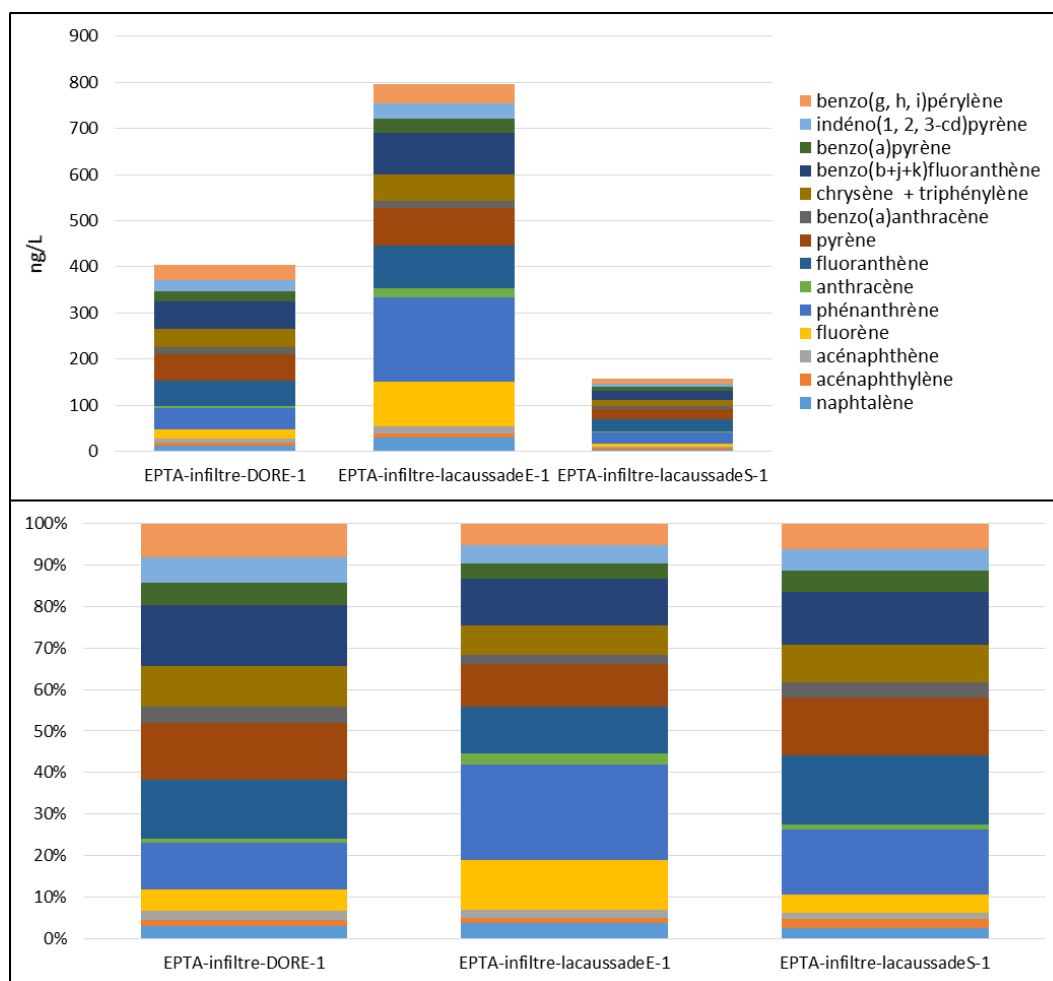 900
800
700
600
500
400
300
200
100
0
ng/L
EPTA-infiltre-DORE-1
EPTA-infiltre-lacaussadeE-1
EPTA-infiltre-lacaussadeS-1
benzo(g, h, i)pérylène
indéno(1, 2, 3-cd)pyrène
benzo(a)pyrène
benzo(b+j+k)fluoranthène
chrysène + triphénylène
benzo(a)anthracène
pyrène
fluoranthène
anthracène
phénanthrène
fluorène
acénaphthène
acénaphthylène
naphtalène
100%
90%
80%
70%
60%
50%
40%
30%
20%
10%
0%
EPTA-infiltre-DORE-1
EPTA-infiltre-lacaussadeE-1
EPTA-infiltre-lacaussadeS-1